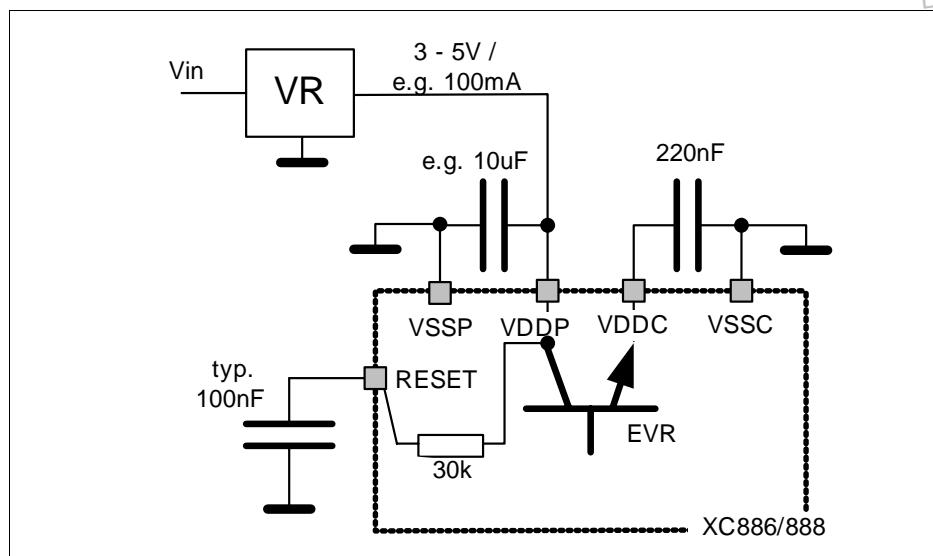 Vin
VR
3 - 5V /
e.g. 100mA
e.g. 10uF
220nF
VSSP
VDDP
VDDC
VSSC
typ.
100nF
RESET
30k
EVR
XC886/888